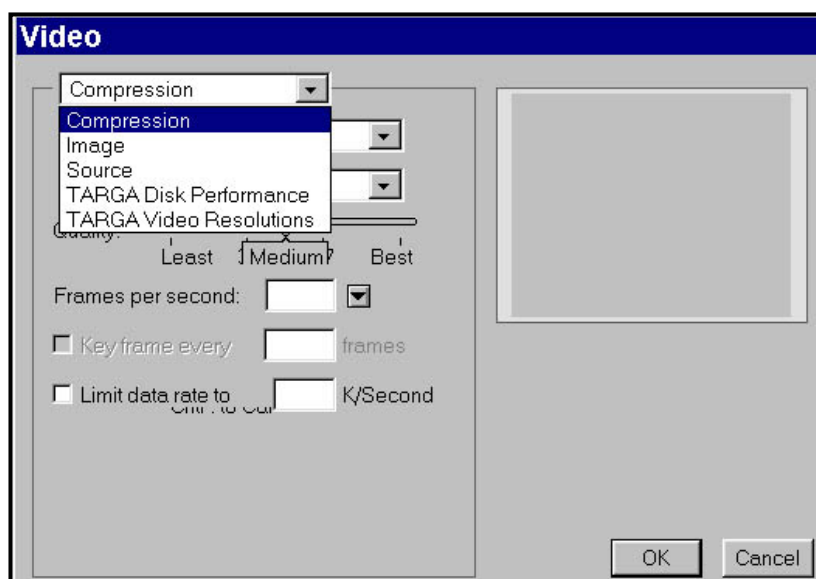 Video
Compression
Compression
Image
Source
TARGA Disk Performance
TARGA Video Resolutions
Quality:
Least Medium Best
Frames per second:
Key frame every frames
Limit data rate to K/Second
OK Cancel